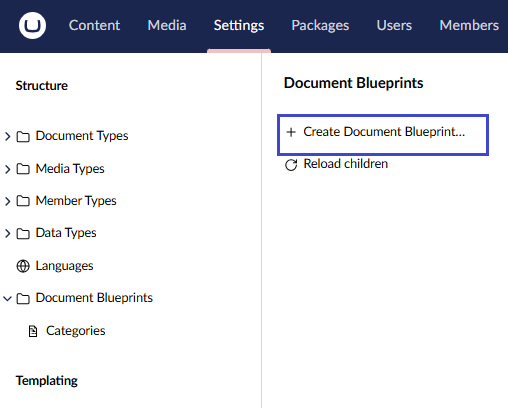 Content Media Settings Packages Users Members
Structure
Document Types
Media Types
Member Types
Data Types
Languages
Document Blueprints
Categories
Templating
Document Blueprints
Create Document Blueprint...
Reload children